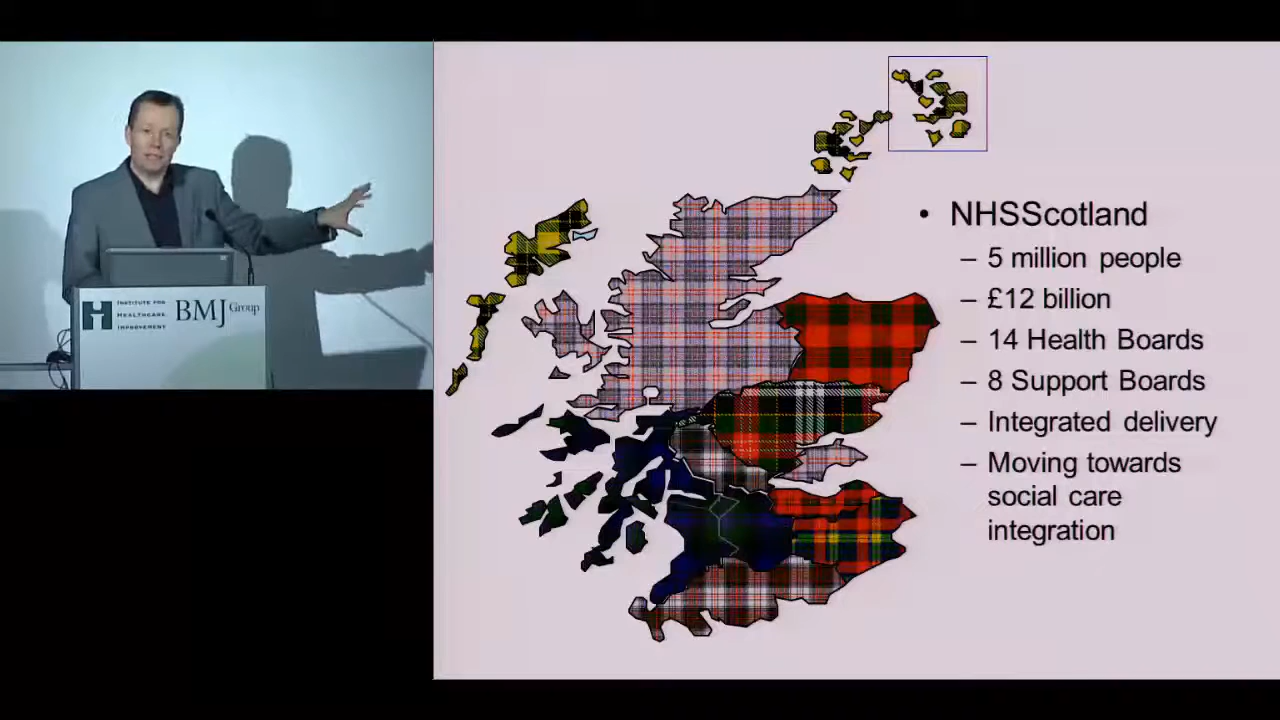 INSTITUTE FOR
HEALTHCARE
IMPROVEMENT
BMJ Group
• NHSScotland
– 5 million people
– £12 billion
– 14 Health Boards
– 8 Support Boards
– Integrated delivery
– Moving towards
social care
integration